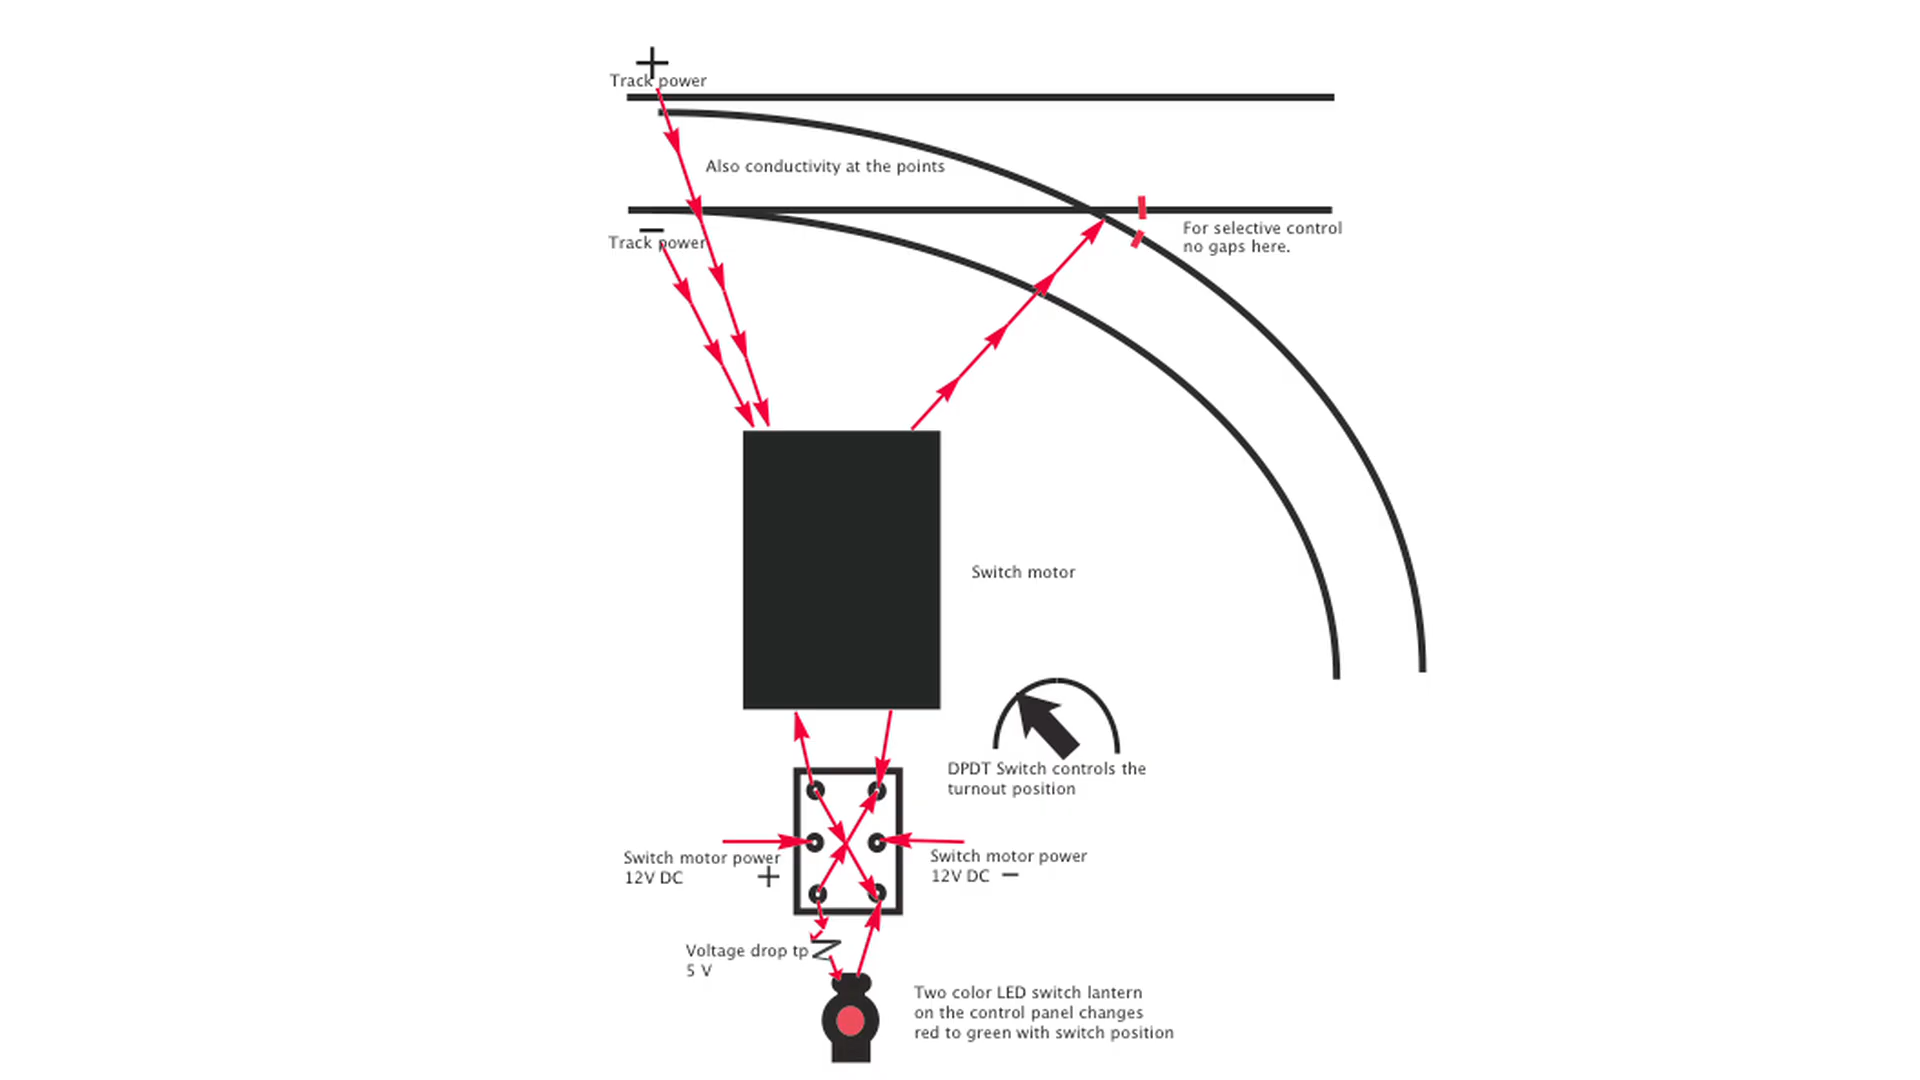 +
Track power
Also conductivity at the points
−
Track power
For selective control
no gaps here.
Switch motor
DPDT Switch controls the
turnout position
Switch motor power
12V DC +
Switch motor power
12V DC −
Voltage drop tp
5 V
Two color LED switch lantern
on the control panel changes
red to green with switch position